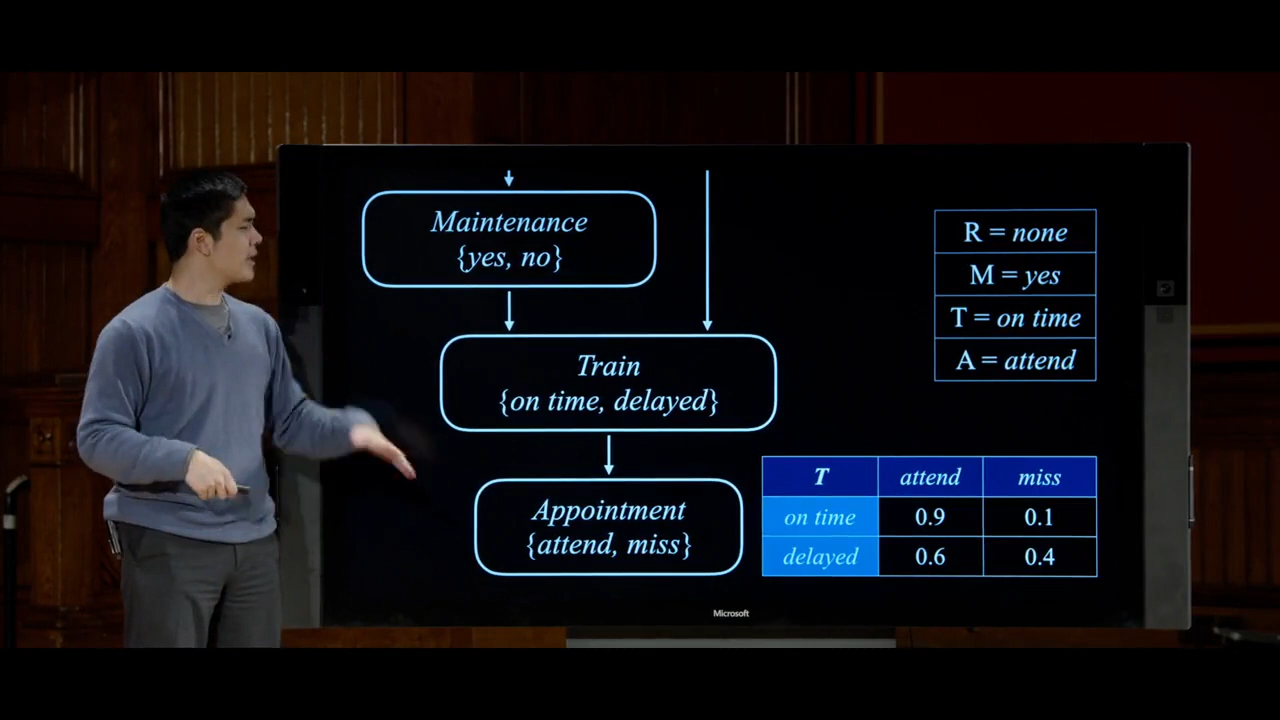 Maintenance
{yes, no}
Train
{on time, delayed}
Appointment
{attend, miss}
R = none
M = yes
T = on time
A = attend
T attend miss
on time 0.9 0.1
delayed 0.6 0.4
Microsoft